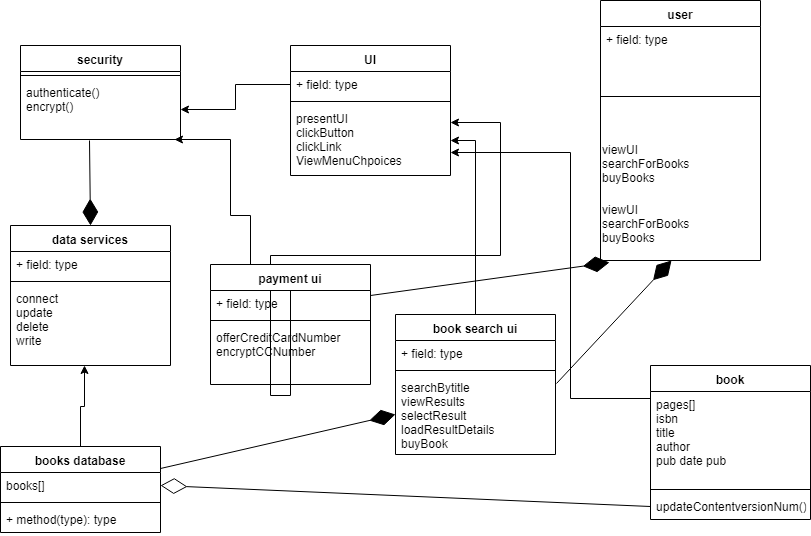 user
+ field: type
viewUI
searchForBooks
buyBooks
viewUI
searchForBooks
buyBooks
security
authenticate()
encrypt()
UI
+ field: type
presentUI
clickButton
clickLink
ViewMenuChpoices
data services
+ field: type
connect
update
delete
write
payment ui
+ field: type
offerCreditCardNumber
encryptCCNumber
book search ui
+ field: type
searchBytitle
viewResults
selectResult
loadResultDetails
buyBook
book
pages[]
isbn
title
author
pub date pub
updateContentversionNum()
books database
books[]
+ method(type): type